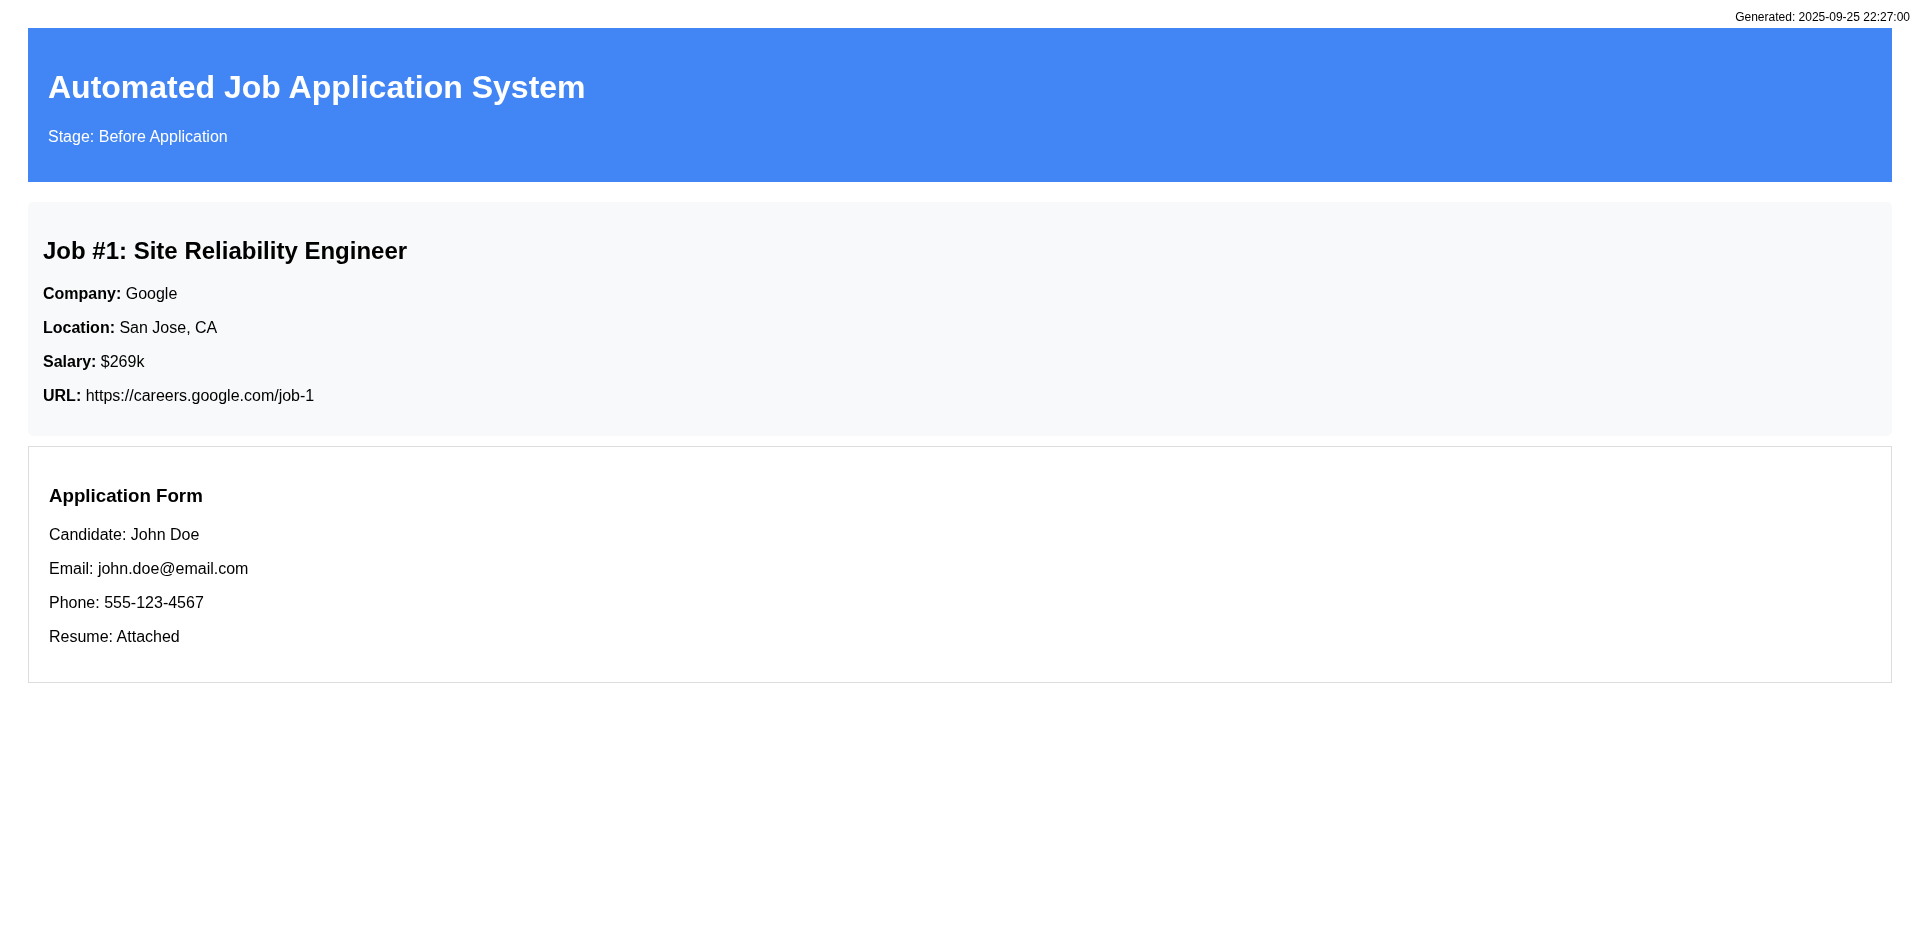 Generated: 2025-09-25 22:27:00
Automated Job Application System
Stage: Before Application
Job #1: Site Reliability Engineer
Company: Google
Location: San Jose, CA
Salary: $269k
URL: https://careers.google.com/job-1
Application Form
Candidate: John Doe
Email: john.doe@email.com
Phone: 555-123-4567
Resume: Attached